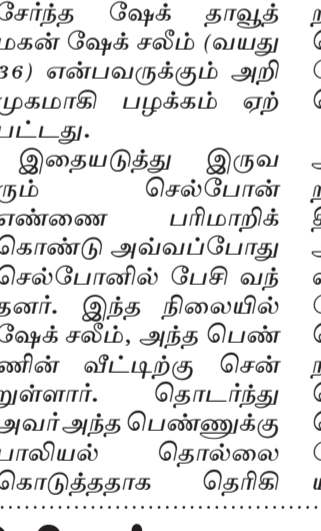 சேர்ந்த ஷேக் தாவூத்
மகன் ஷேக் சலீம் (வயது
36) என்பவருக்கும் அறி
முகமாகி பழக்கம் ஏற்
பட்டது.
இதையடுத்து இருவ
ரும் செல்போன்
எண்ணை பரிமாறிக்
கொண்டு அவ்வப்போது
செல்போனில் பேசி வந்
தனர். இந்த நிலையில்
ஷேக் சலீம், அந்த பெண்
ணின் வீட்டிற்கு சென்
றுள்ளார். தொடர்ந்து
அவர் அந்த பெண்ணுக்கு
பாலியல் தொல்லை
கொடுத்ததாக தெரிகி